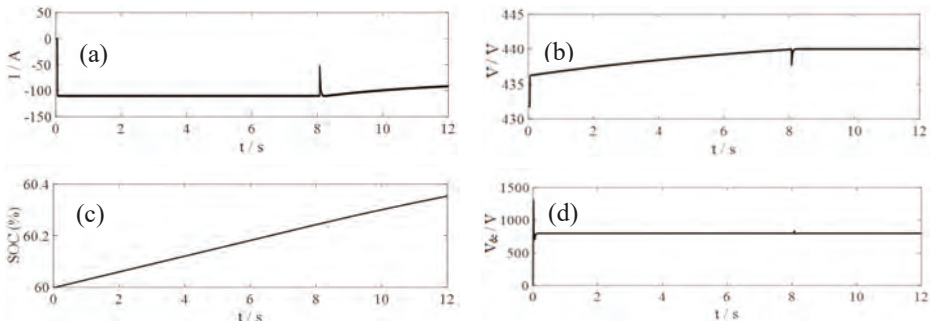 50
0
-50
-100
-150
I / A
(a)
0 2 4 6 8 10 12
t / s
445
440
435
430
V / V
(b)
0 2 4 6 8 10 12
t / s
60.4
60.2
60
SOC (%)
(c)
0 2 4 6 8 10 12
t / s
1500
1000
500
0
Vdc / V
(d)
0 2 4 6 8 10 12
t / s